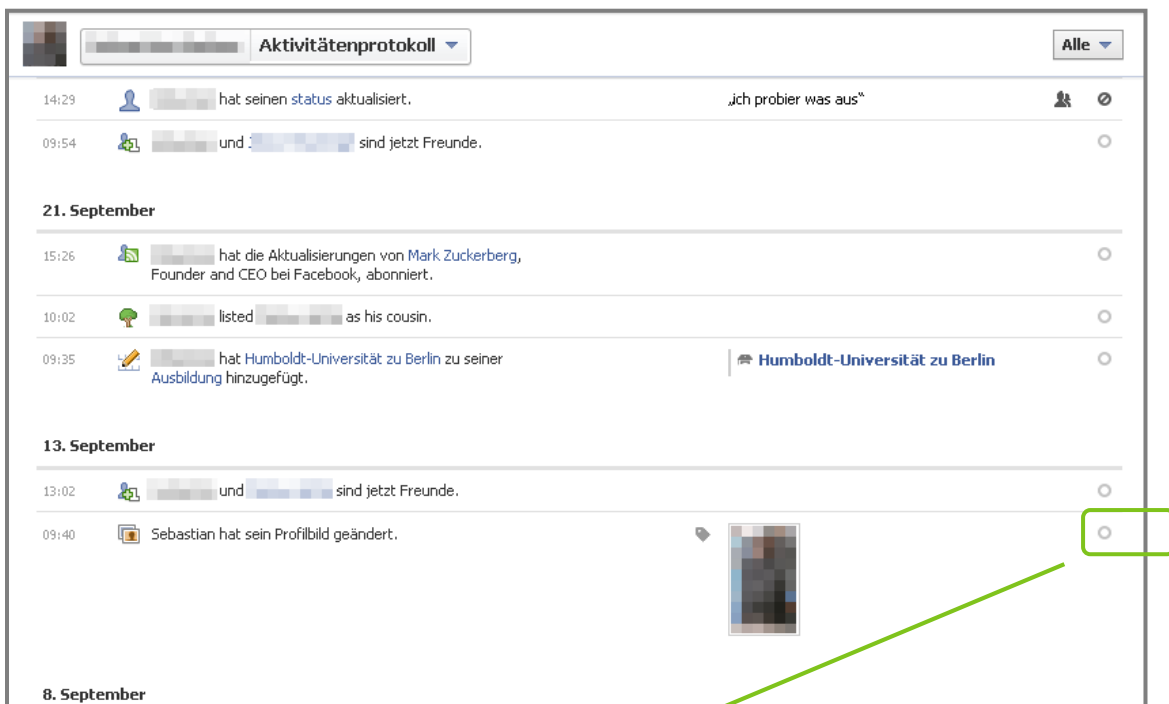 Aktivitätenprotokoll
Alle
14:29 hat seinen status aktualisiert. „ich probier was aus“
09:54 und sind jetzt Freunde.
21. September
15:26 hat die Aktualisierungen von Mark Zuckerberg,
Founder and CEO bei Facebook, abonniert.
10:02 listed as his cousin.
09:35 hat Humboldt-Universität zu Berlin zu seiner Humboldt-Universität zu Berlin
Ausbildung hinzugefügt.
13. September
13:02 und sind jetzt Freunde.
09:40 Sebastian hat sein Profilbild geändert.
8. September